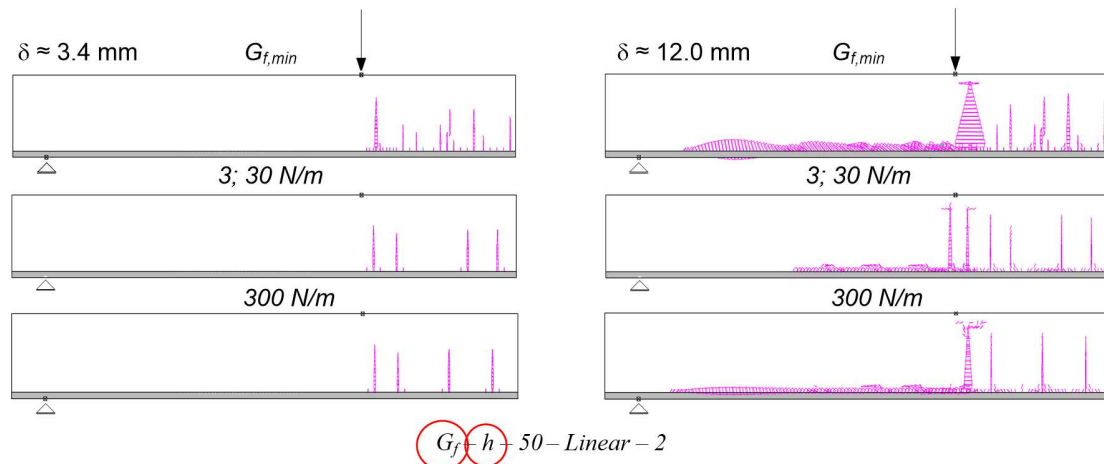 δ ≈ 3.4 mm G_f,min
δ ≈ 12.0 mm G_f,min
3; 30 N/m
3; 30 N/m
300 N/m
300 N/m
G_f – h – 50 – Linear – 2